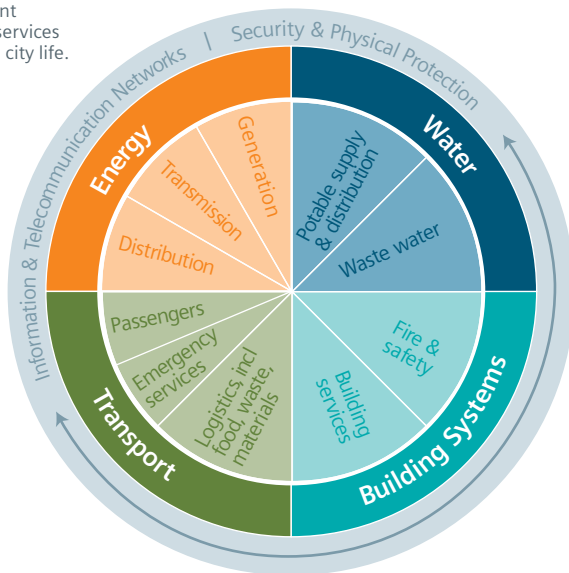 nt
services
city life.
Information & Telecommunication Networks | Security & Physical Protection
Energy
Generation
Transmission
Distribution
Water
Potable supply
& distribution
Waste water
Transport
Passengers
Emergency
services
Logistics, incl
food, waste,
materials
Building Systems
Fire &
safety
Building
services